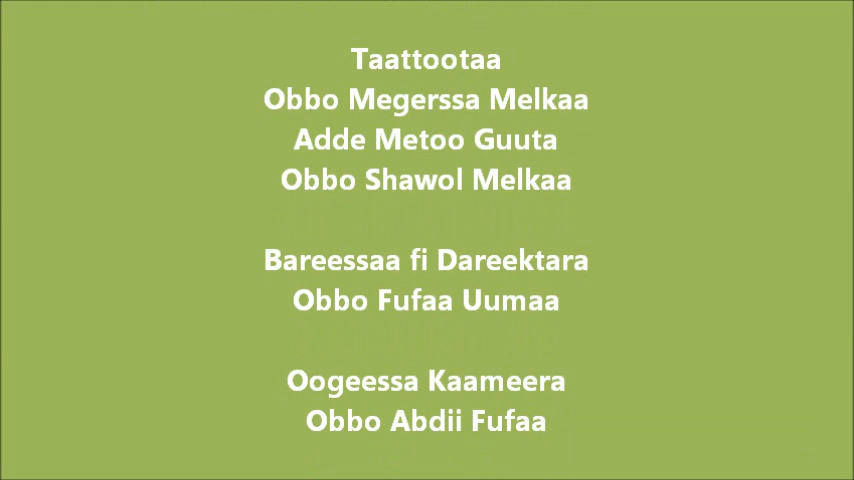 Taattootaa
Obbo Megerssa Melkaa
Adde Metoo Guuta
Obbo Shawol Melkaa
Bareessaa fi Dareektara
Obbo Fufaa Uumaa
Oogeessa Kaameera
Obbo Abdii Fufaa